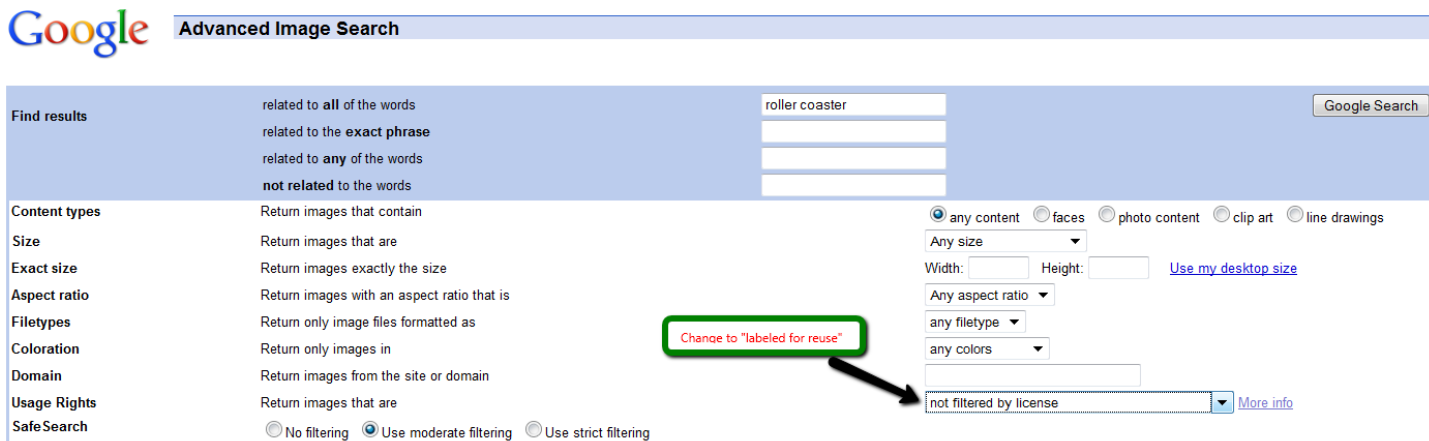 Google Advanced Image Search
Find results related to all of the words roller coaster Google Search
related to the exact phrase
related to any of the words
not related to the words
Content types Return images that contain any content faces photo content clip art line drawings
Size Return images that are Any size
Exact size Return images exactly the size Width: Height: Use my desktop size
Aspect ratio Return images with an aspect ratio that is Any aspect ratio
Filetypes Return only image files formatted as any filetype
Change to "labeled for reuse"
Coloration Return only images in any colors
Domain Return images from the site or domain
Usage Rights Return images that are not filtered by license More info
SafeSearch No filtering Use moderate filtering Use strict filtering